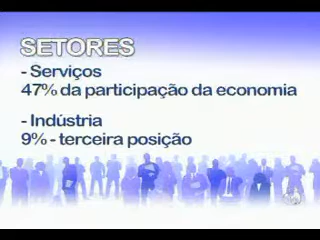 SETORES
- Serviços
47% da participação da economia
- Indústria
9% - terceira posição